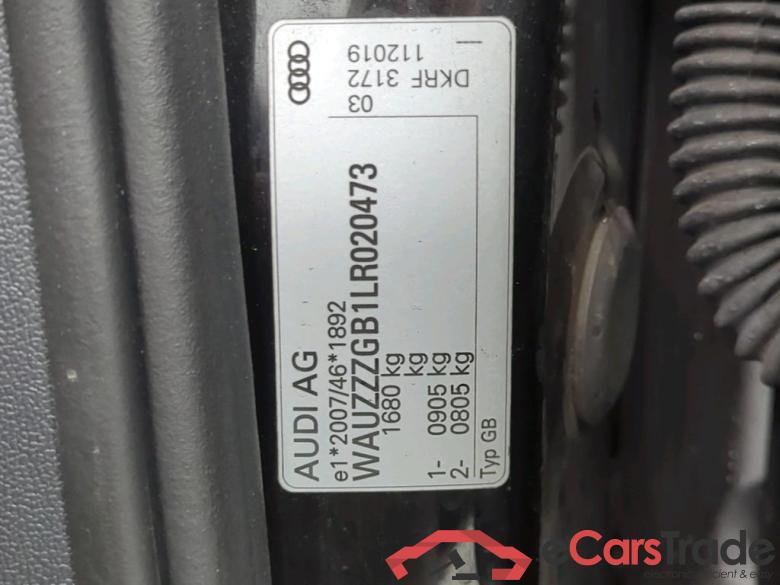 AUDI AG
e1*2007/46*1892
WAUZZZGB1LR020473
1680 kg
kg
1- 0905 kg
2- 0805 kg
Typ GB
03
DKRF 3172
112019
eCarsTrade